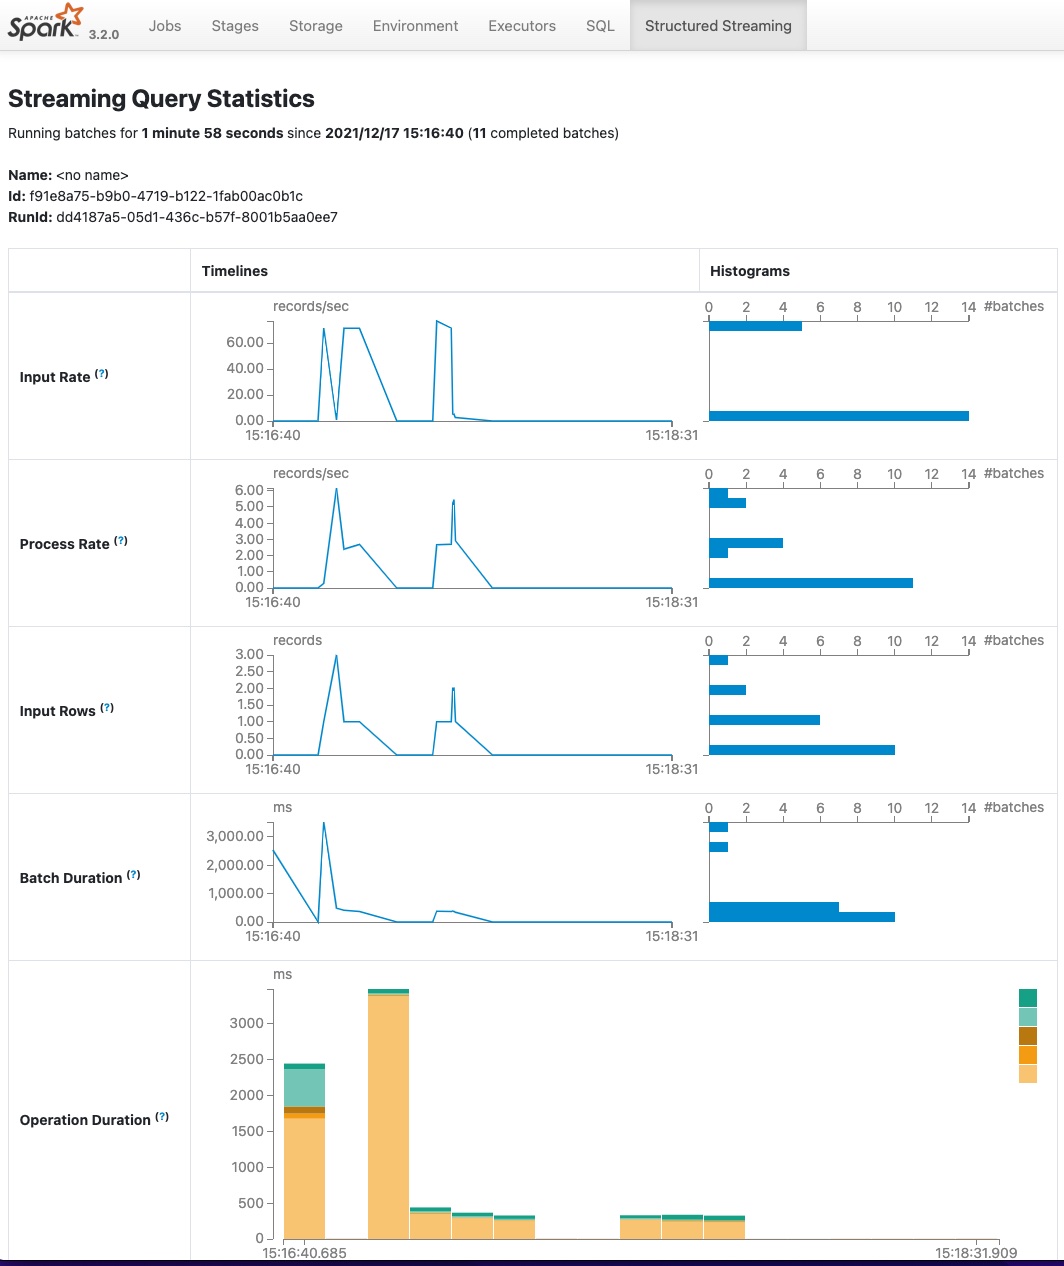 APACHE
Spark 3.2.0 Jobs Stages Storage Environment Executors SQL Structured Streaming
Streaming Query Statistics
Running batches for 1 minute 58 seconds since 2021/12/17 15:16:40 (11 completed batches)
Name: <no name>
Id: f91e8a75-b9b0-4719-b122-1fab00ac0b1c
RunId: dd4187a5-05d1-436c-b57f-8001b5aa0ee7
Timelines Histograms
Input Rate (?)
records/sec
60.00
40.00
20.00
0.00
15:16:40 15:18:31
0 2 4 6 8 10 12 14 #batches
Process Rate (?)
records/sec
6.00
5.00
4.00
3.00
2.00
1.00
0.00
15:16:40 15:18:31
0 2 4 6 8 10 12 14 #batches
Input Rows (?)
records
3.00
2.50
2.00
1.50
1.00
0.50
0.00
15:16:40 15:18:31
0 2 4 6 8 10 12 14 #batches
Batch Duration (?)
ms
3,000.00
2,000.00
1,000.00
0.00
15:16:40 15:18:31
0 2 4 6 8 10 12 14 #batches
Operation Duration (?)
ms
3000
2500
2000
1500
1000
500
0
15:16:40.685 15:18:31.909